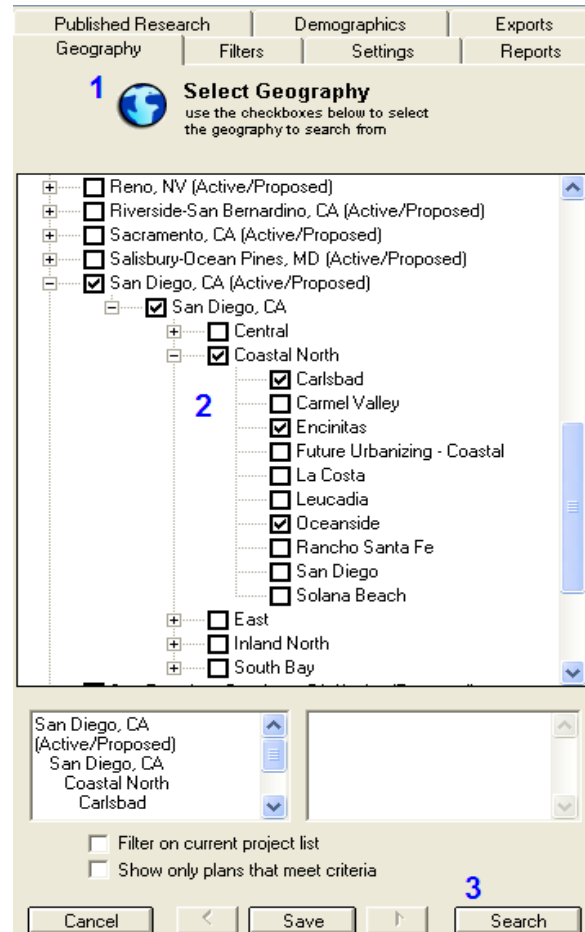 Published Research Demographics Exports
Geography Filters Settings Reports
1 Select Geography
use the checkboxes below to select
the geography to search from
Reno, NV (Active/Proposed)
Riverside-San Bernardino, CA (Active/Proposed)
Sacramento, CA (Active/Proposed)
Salisbury-Ocean Pines, MD (Active/Proposed)
San Diego, CA (Active/Proposed)
San Diego, CA
Central
Coastal North
Carlsbad
2 Carmel Valley
Encinitas
Future Urbanizing - Coastal
La Costa
Leucadia
Oceanside
Rancho Santa Fe
San Diego
Solana Beach
East
Inland North
South Bay
San Diego, CA
(Active/Proposed)
San Diego, CA
Coastal North
Carlsbad
Filter on current project list
Show only plans that meet criteria
3
Cancel < Save Search